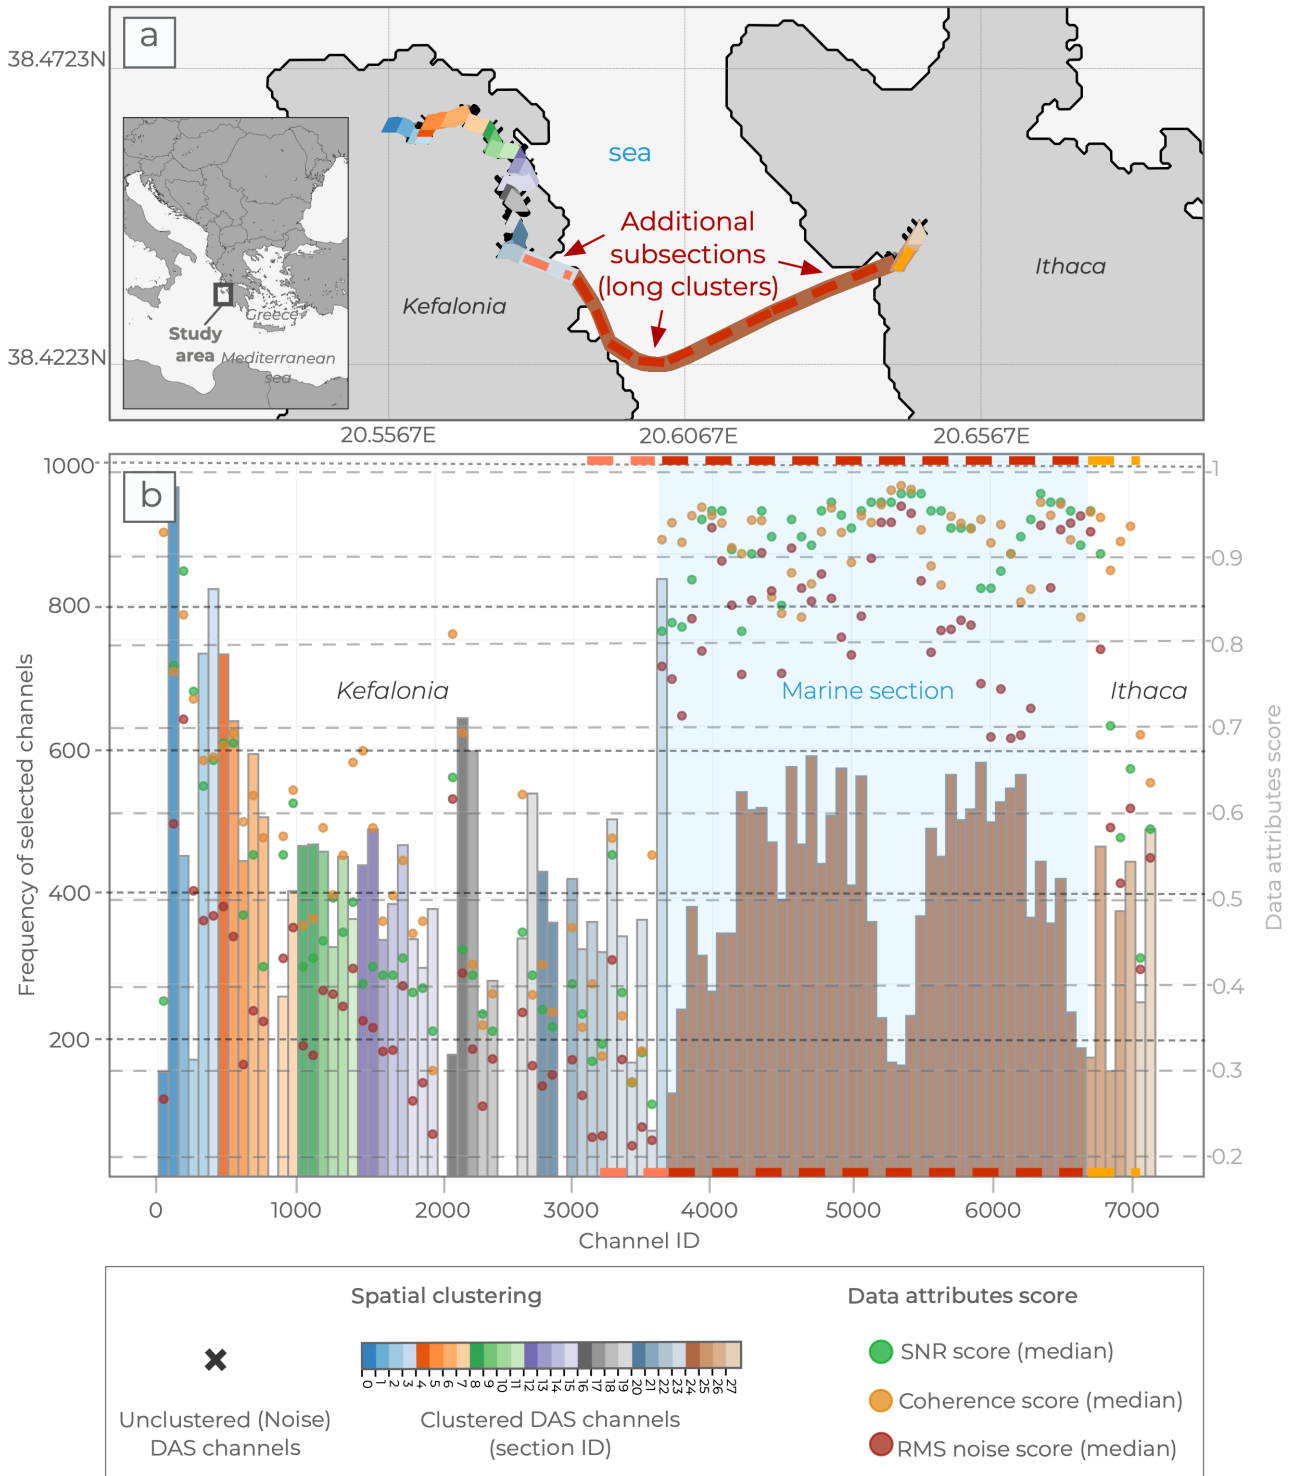 a
38.4723N
sea
Additional
subsections
(long clusters)
Ithaca
Kefalonia
Greece
Study
area
Mediterranean
sea
38.4223N
20.5567E
20.6067E
20.6567E
b
1000
800
600
400
200
1
0.9
0.8
0.7
0.6
0.5
0.4
0.3
0.2
Kefalonia
Marine section
Ithaca
Frequency of selected channels
Data attributes score
0
1000
2000
3000
4000
5000
6000
7000
Channel ID
Spatial clustering
Data attributes score
0
1
2
3
4
5
6
7
8
9
10
11
12
13
14
15
16
17
18
19
20
21
22
23
24
25
26
27
Unclustered (Noise)
DAS channels
Clustered DAS channels
(section ID)
SNR score (median)
Coherence score (median)
RMS noise score (median)